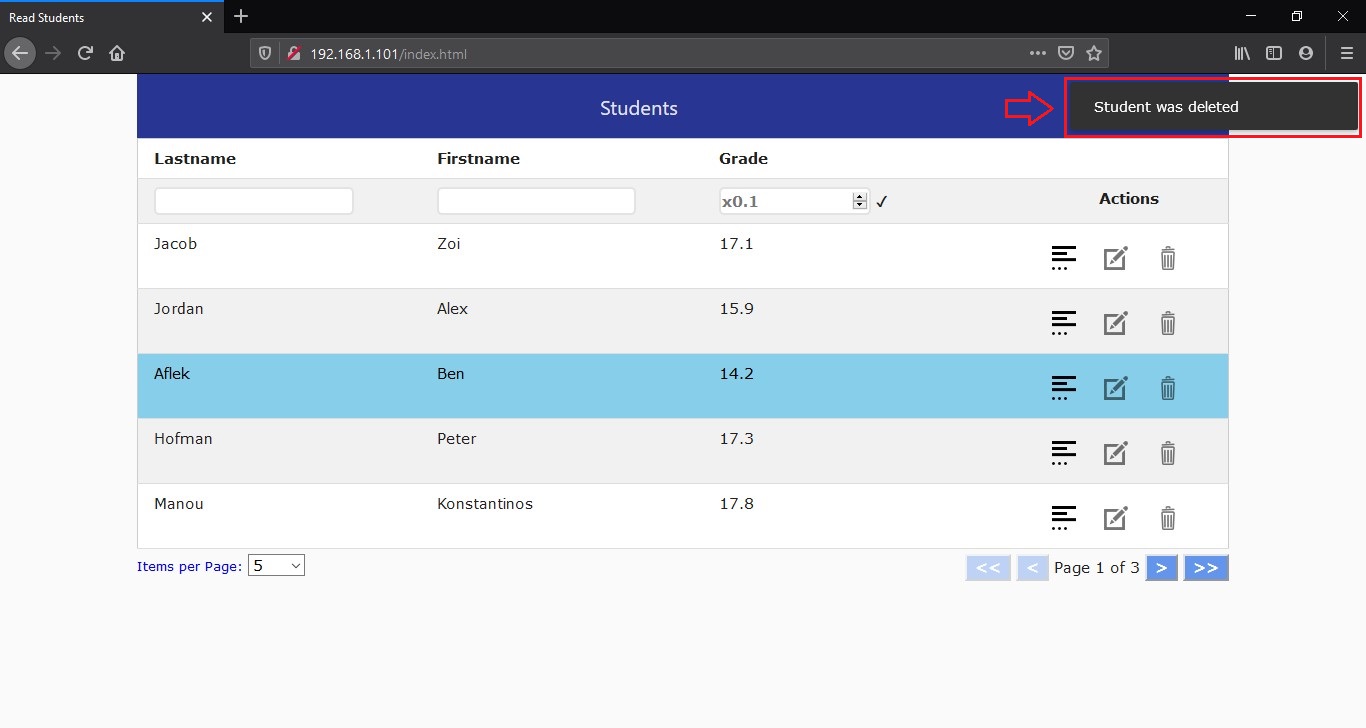 Read Students
192.168.1.101/index.html
Students
Student was deleted
Lastname Firstname Grade
x0.1 ✓ Actions
Jacob Zoi 17.1
Jordan Alex 15.9
Aflek Ben 14.2
Hofman Peter 17.3
Manou Konstantinos 17.8
Items per Page: 5 << < Page 1 of 3 > >>